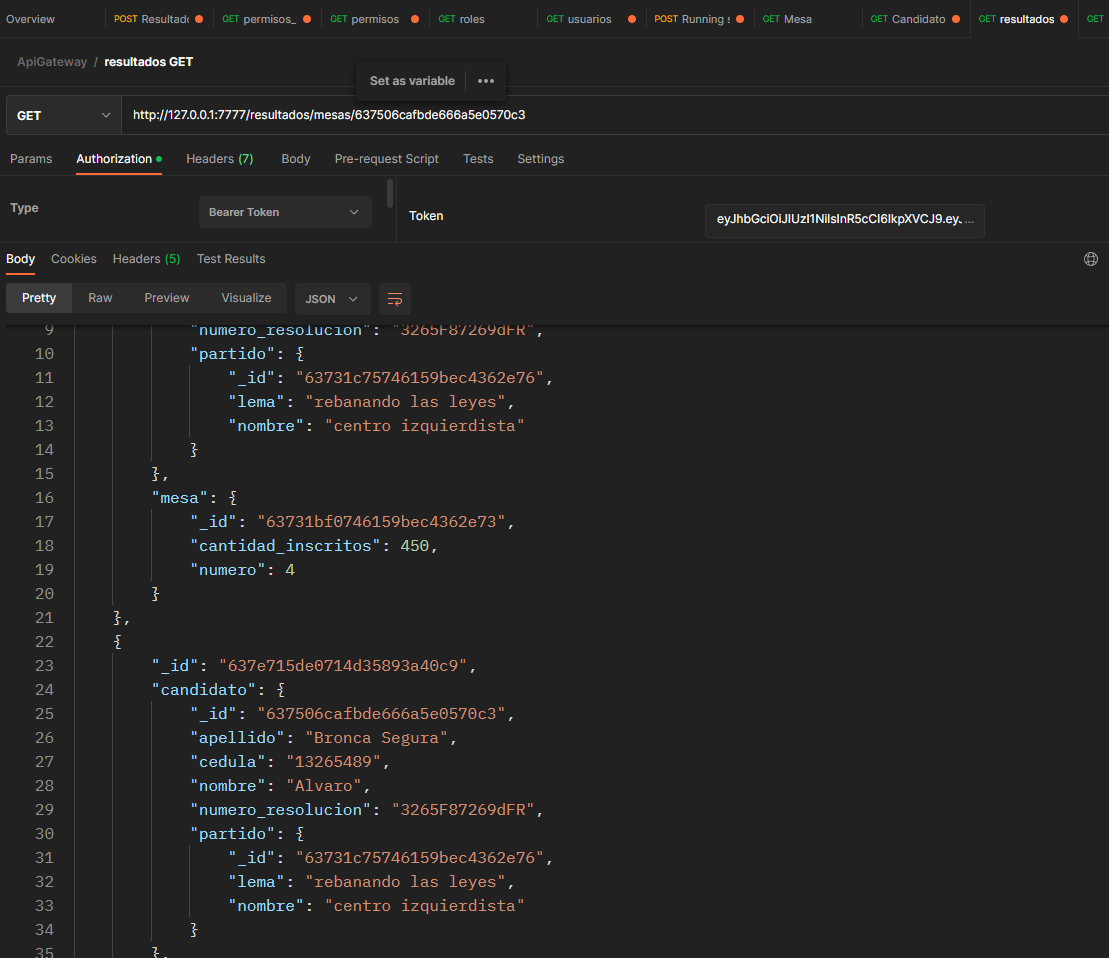 Overview POST Resultado GET permisos_ GET permisos GET roles GET usuarios POST Running s GET Mesa GET Candidato GET resultados GET
ApiGateway / resultados GET
Set as variable •••
GET http://127.0.0.1:7777/resultados/mesas/637506cafbde666a5e0570c3
Params Authorization Headers (7) Body Pre-request Script Tests Settings
Type Bearer Token Token eyJhbGciOiJIUzI1NiIsInR5cCI6IkpXVCJ9.eyJ...
Body Cookies Headers (5) Test Results
Pretty Raw Preview Visualize JSON
9 "numero_resolucion": "3265F87269dFR",
10 "partido": {
11 "_id": "63731c75746159bec4362e76",
12 "lema": "rebanando las leyes",
13 "nombre": "centro izquierdista"
14 }
15 },
16 "mesa": {
17 "_id": "63731bf0746159bec4362e73",
18 "cantidad_inscritos": 450,
19 "numero": 4
20 }
21 },
22 {
23 "_id": "637e715de0714d35893a40c9",
24 "candidato": {
25 "_id": "637506cafbde666a5e0570c3",
26 "apellido": "Bronca Segura",
27 "cedula": "13265489",
28 "nombre": "Alvaro",
29 "numero_resolucion": "3265F87269dFR",
30 "partido": {
31 "_id": "63731c75746159bec4362e76",
32 "lema": "rebanando las leyes",
33 "nombre": "centro izquierdista"
34 }
35 },